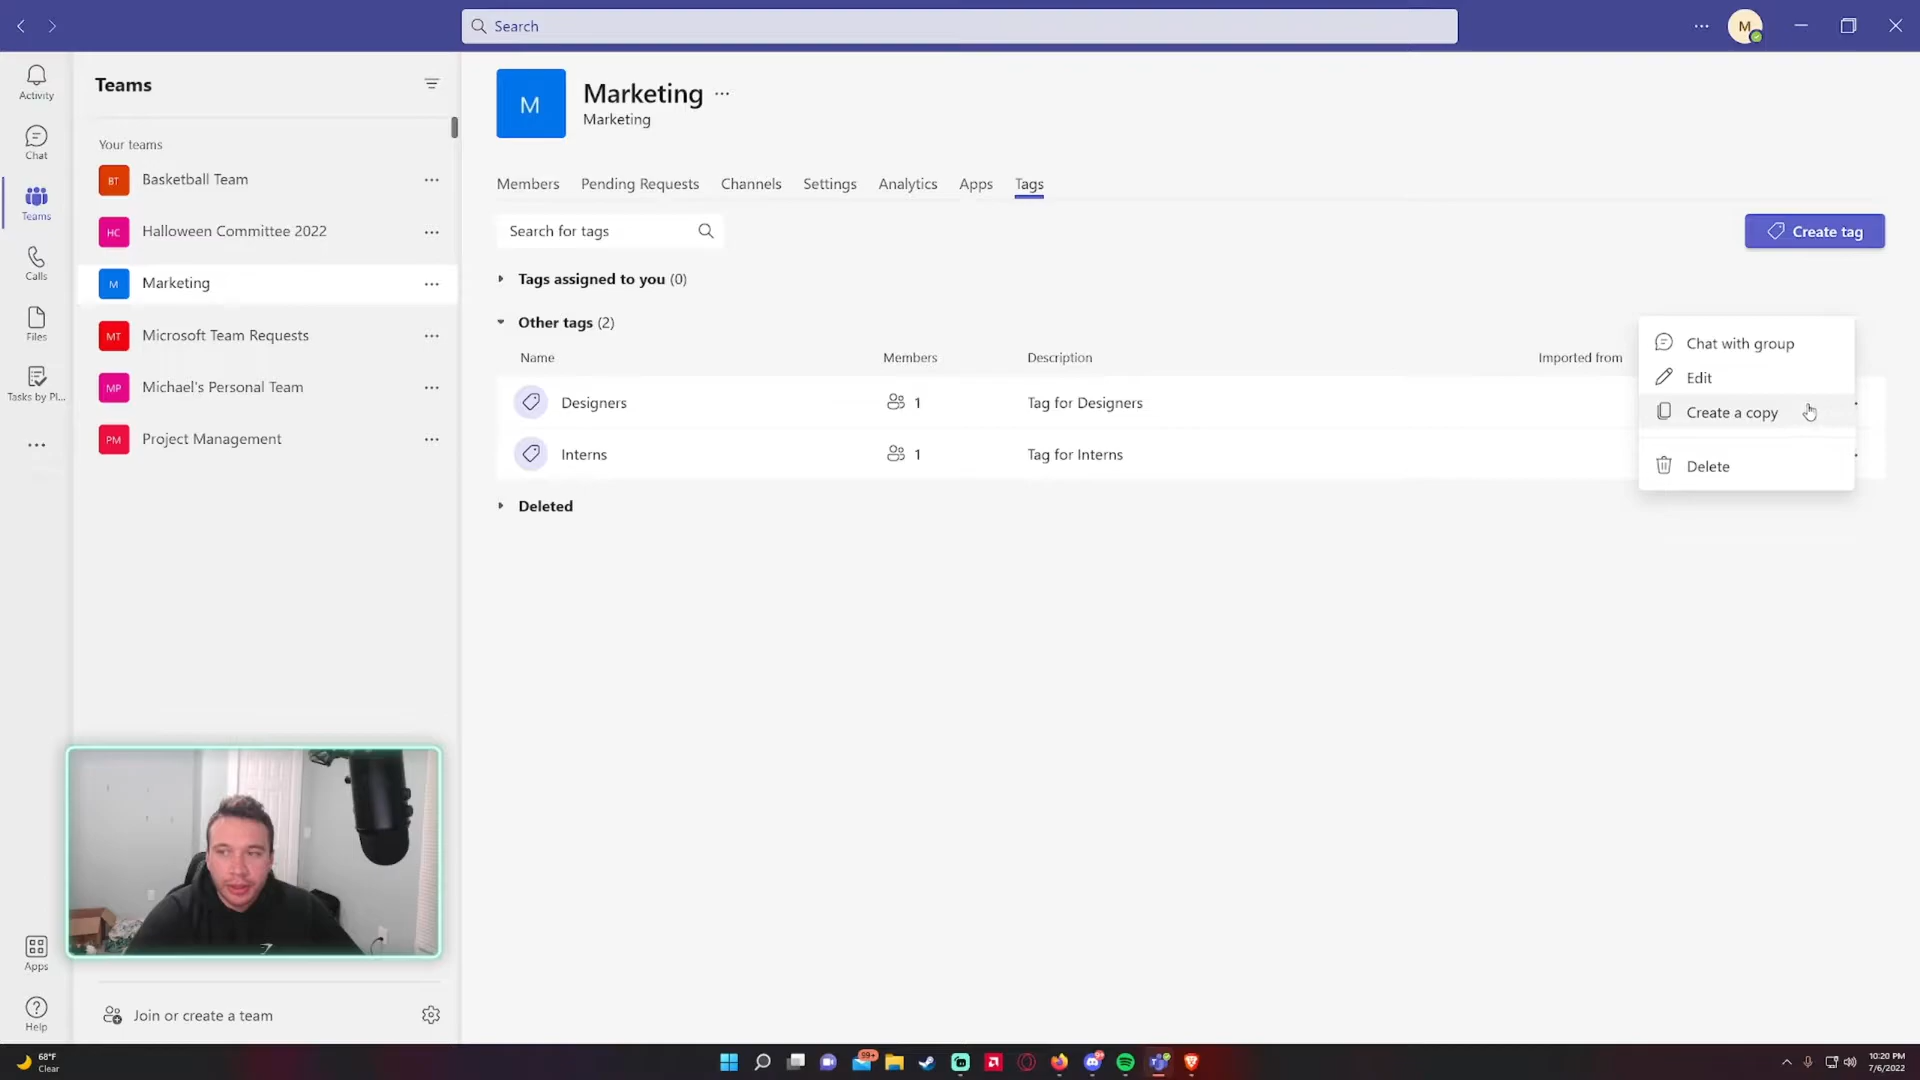 Search
M
Activity
Chat
Teams
Calls
Files
Tasks by Pl...
Apps
Help
Teams
Your teams
BT Basketball Team
HC Halloween Committee 2022
M Marketing
MT Microsoft Team Requests
MP Michael's Personal Team
PM Project Management
Join or create a team
M
Marketing
Marketing
Members Pending Requests Channels Settings Analytics Apps Tags
Search for tags
Create tag
Tags assigned to you (0)
Other tags (2)
Name Members Description Imported from
Designers 1 Tag for Designers
Interns 1 Tag for Interns
Deleted
Chat with group
Edit
Create a copy
Delete
68°F
Clear
99+
10:20 PM
7/6/2022